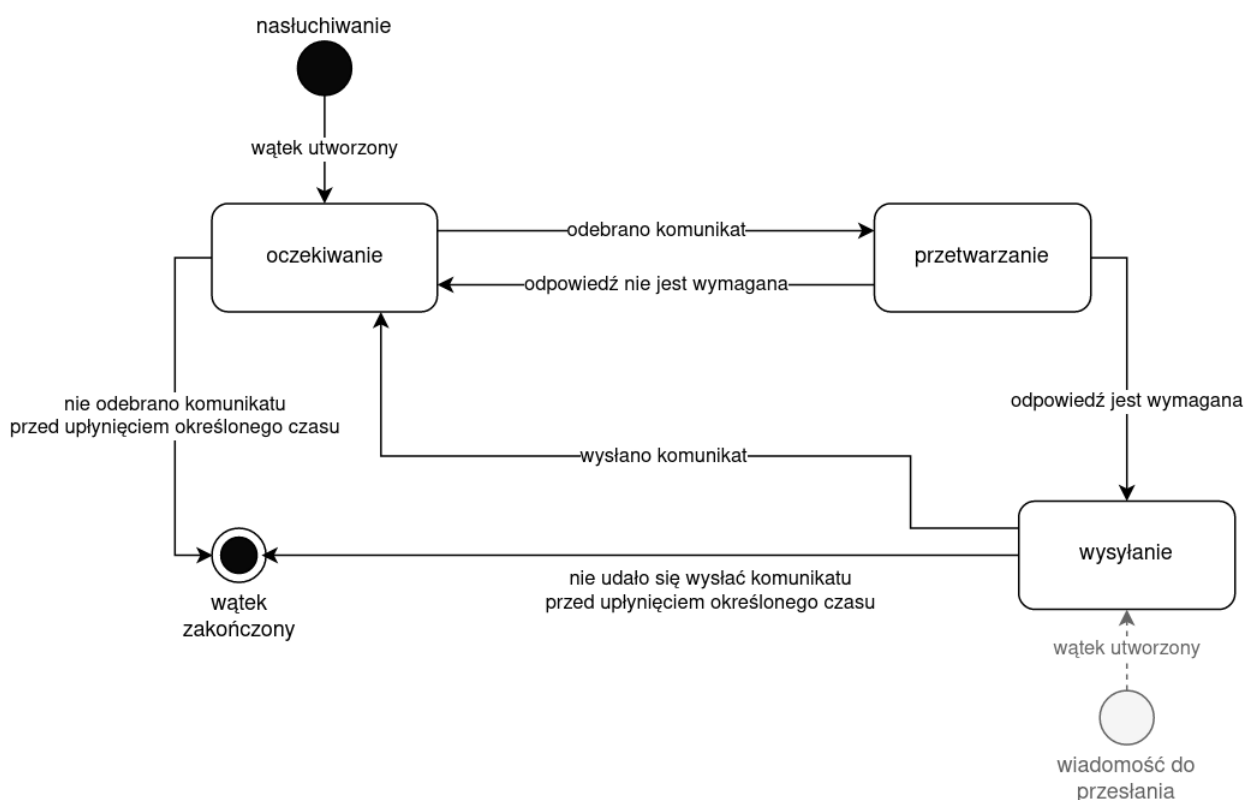 nasłuchiwanie
wątek utworzony
oczekiwanie
odebrano komunikat
przetwarzanie
odpowiedź nie jest wymagana
nie odebrano komunikatu
przed upłynięciem określonego czasu
odpowiedź jest wymagana
wysłano komunikat
wysyłanie
nie udało się wysłać komunikatu
przed upłynięciem określonego czasu
wątek
zakończony
wątek utworzony
wiadomość do
przesłania